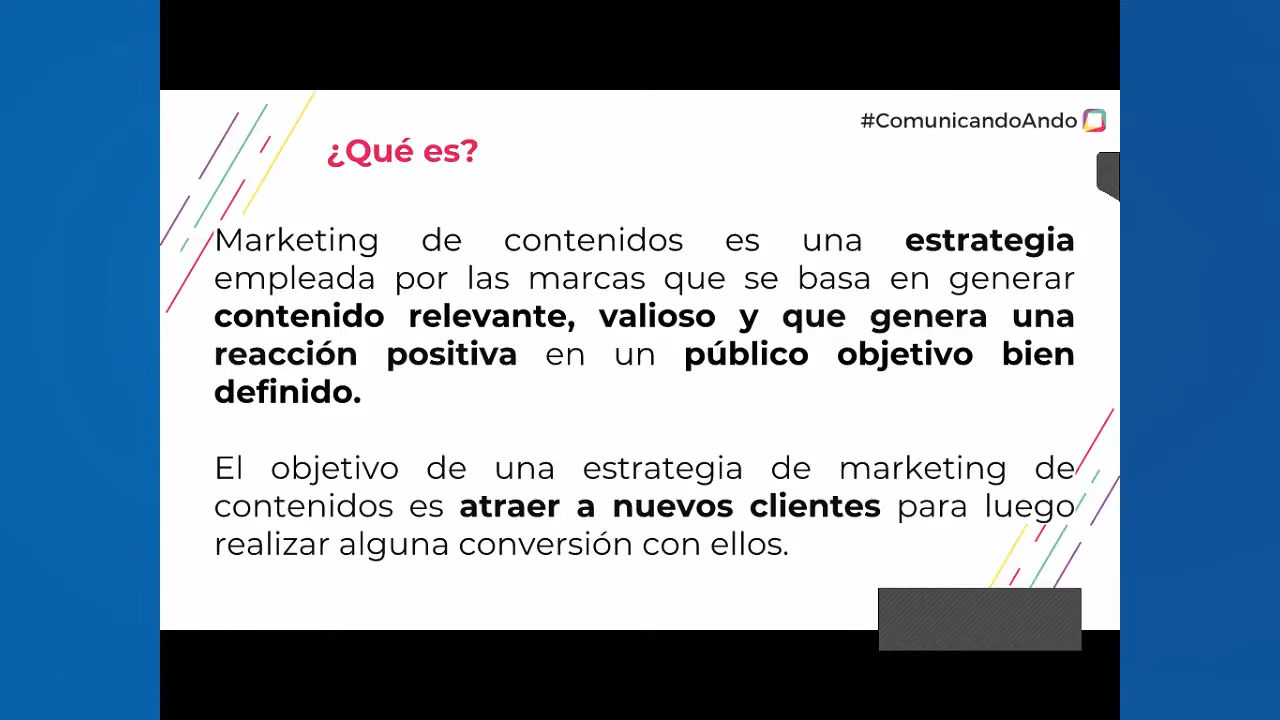 #ComunicandoAndo
¿Qué es?
Marketing de contenidos es una estrategia
empleada por las marcas que se basa en generar
contenido relevante, valioso y que genera una
reacción positiva en un público objetivo bien
definido.
El objetivo de una estrategia de marketing de
contenidos es atraer a nuevos clientes para luego
realizar alguna conversión con ellos.